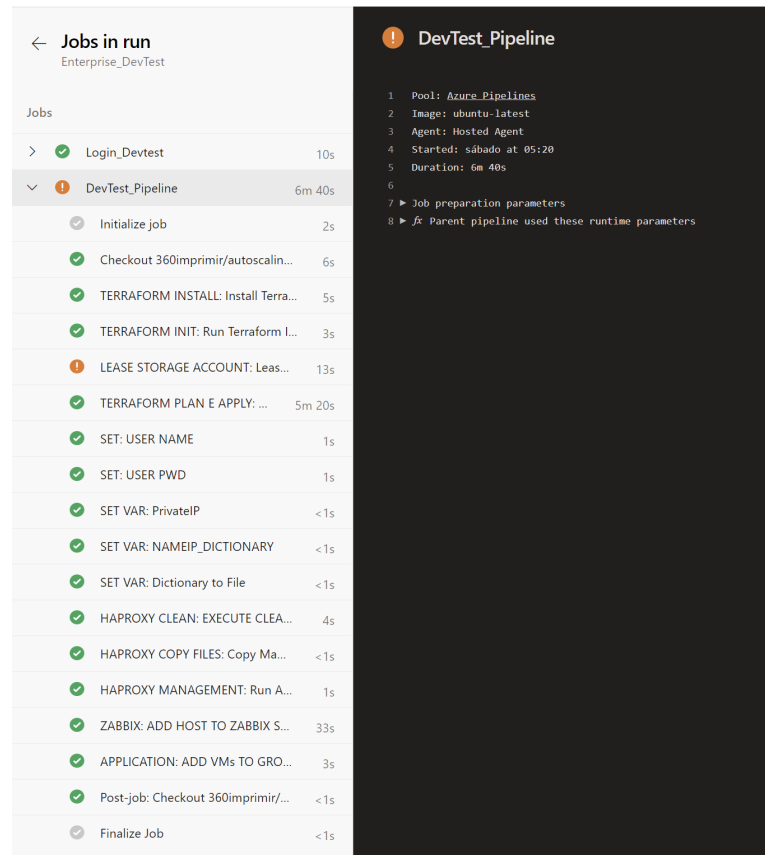 Jobs in run
Enterprise_DevTest
Jobs
Login_Devtest 10s
DevTest_Pipeline 6m 40s
Initialize job 2s
Checkout 360imprimir/autoscalin... 6s
TERRAFORM INSTALL: Install Terra... 5s
TERRAFORM INIT: Run Terraform I... 3s
LEASE STORAGE ACCOUNT: Leas... 13s
TERRAFORM PLAN E APPLY: ... 5m 20s
SET: USER NAME 1s
SET: USER PWD 1s
SET VAR: PrivateIP <1s
SET VAR: NAMEIP_DICTIONARY <1s
SET VAR: Dictionary to File <1s
HAPROXY CLEAN: EXECUTE CLEA... 4s
HAPROXY COPY FILES: Copy Ma... <1s
HAPROXY MANAGEMENT: Run A... 1s
ZABBIX: ADD HOST TO ZABBIX S... 33s
APPLICATION: ADD VMs TO GRO... 3s
Post-job: Checkout 360imprimir/... <1s
Finalize Job <1s
DevTest_Pipeline
1 Pool: Azure Pipelines
2 Image: ubuntu-latest
3 Agent: Hosted Agent
4 Started: sábado at 05:20
5 Duration: 6m 40s
6
7 Job preparation parameters
8 fx Parent pipeline used these runtime parameters